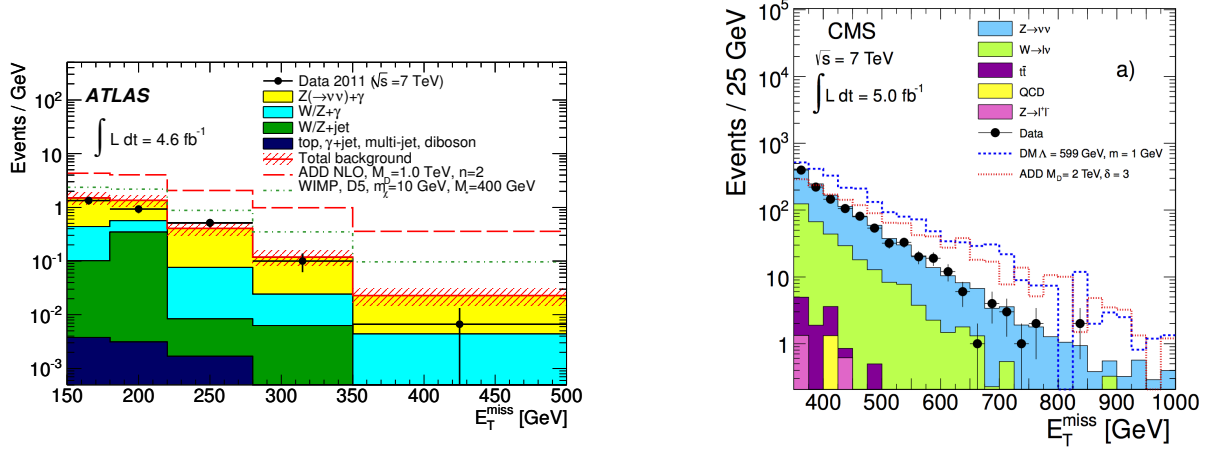 Events / GeV
10²
10
1
10⁻¹
10⁻²
10⁻³
ATLAS
∫ L dt = 4.6 fb⁻¹
Data 2011 (√s =7 TeV)
Z(→νν)+γ
W/Z+γ
W/Z+jet
top, γ+jet, multi-jet, diboson
Total background
ADD NLO, M_D=1.0 TeV, n=2
WIMP, D5, m_χ=10 GeV, M_*=400 GeV
150 200 250 300 350 400 450 500
E_T^miss [GeV]
Events / 25 GeV
10⁵
10⁴
10³
10²
10
1
CMS
√s = 7 TeV
∫ L dt = 5.0 fb⁻¹
a)
Z→νν
W→lν
tt̄
QCD
Z→l⁺l⁻
Data
DM Λ = 599 GeV, m = 1 GeV
ADD M_D= 2 TeV, δ = 3
400 500 600 700 800 900 1000
E_T^miss [GeV]